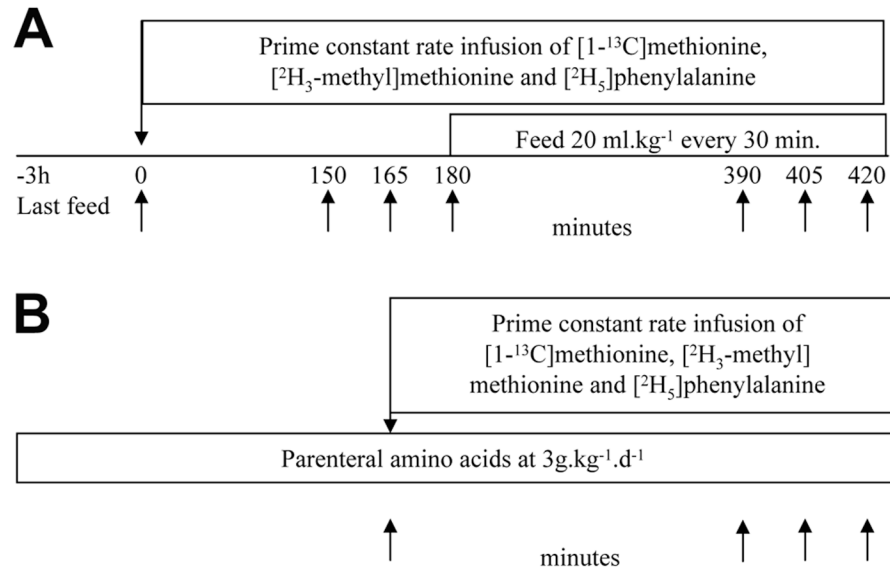 A
Prime constant rate infusion of [1-¹³C]methionine,
[²H₃-methyl]methionine and [²H₅]phenylalanine
Feed 20 ml.kg⁻¹ every 30 min.
-3h 0 150 165 180 390 405 420
Last feed
minutes
B
Prime constant rate infusion of
[1-¹³C]methionine, [²H₃-methyl]
methionine and [²H₅]phenylalanine
Parenteral amino acids at 3g.kg⁻¹.d⁻¹
minutes